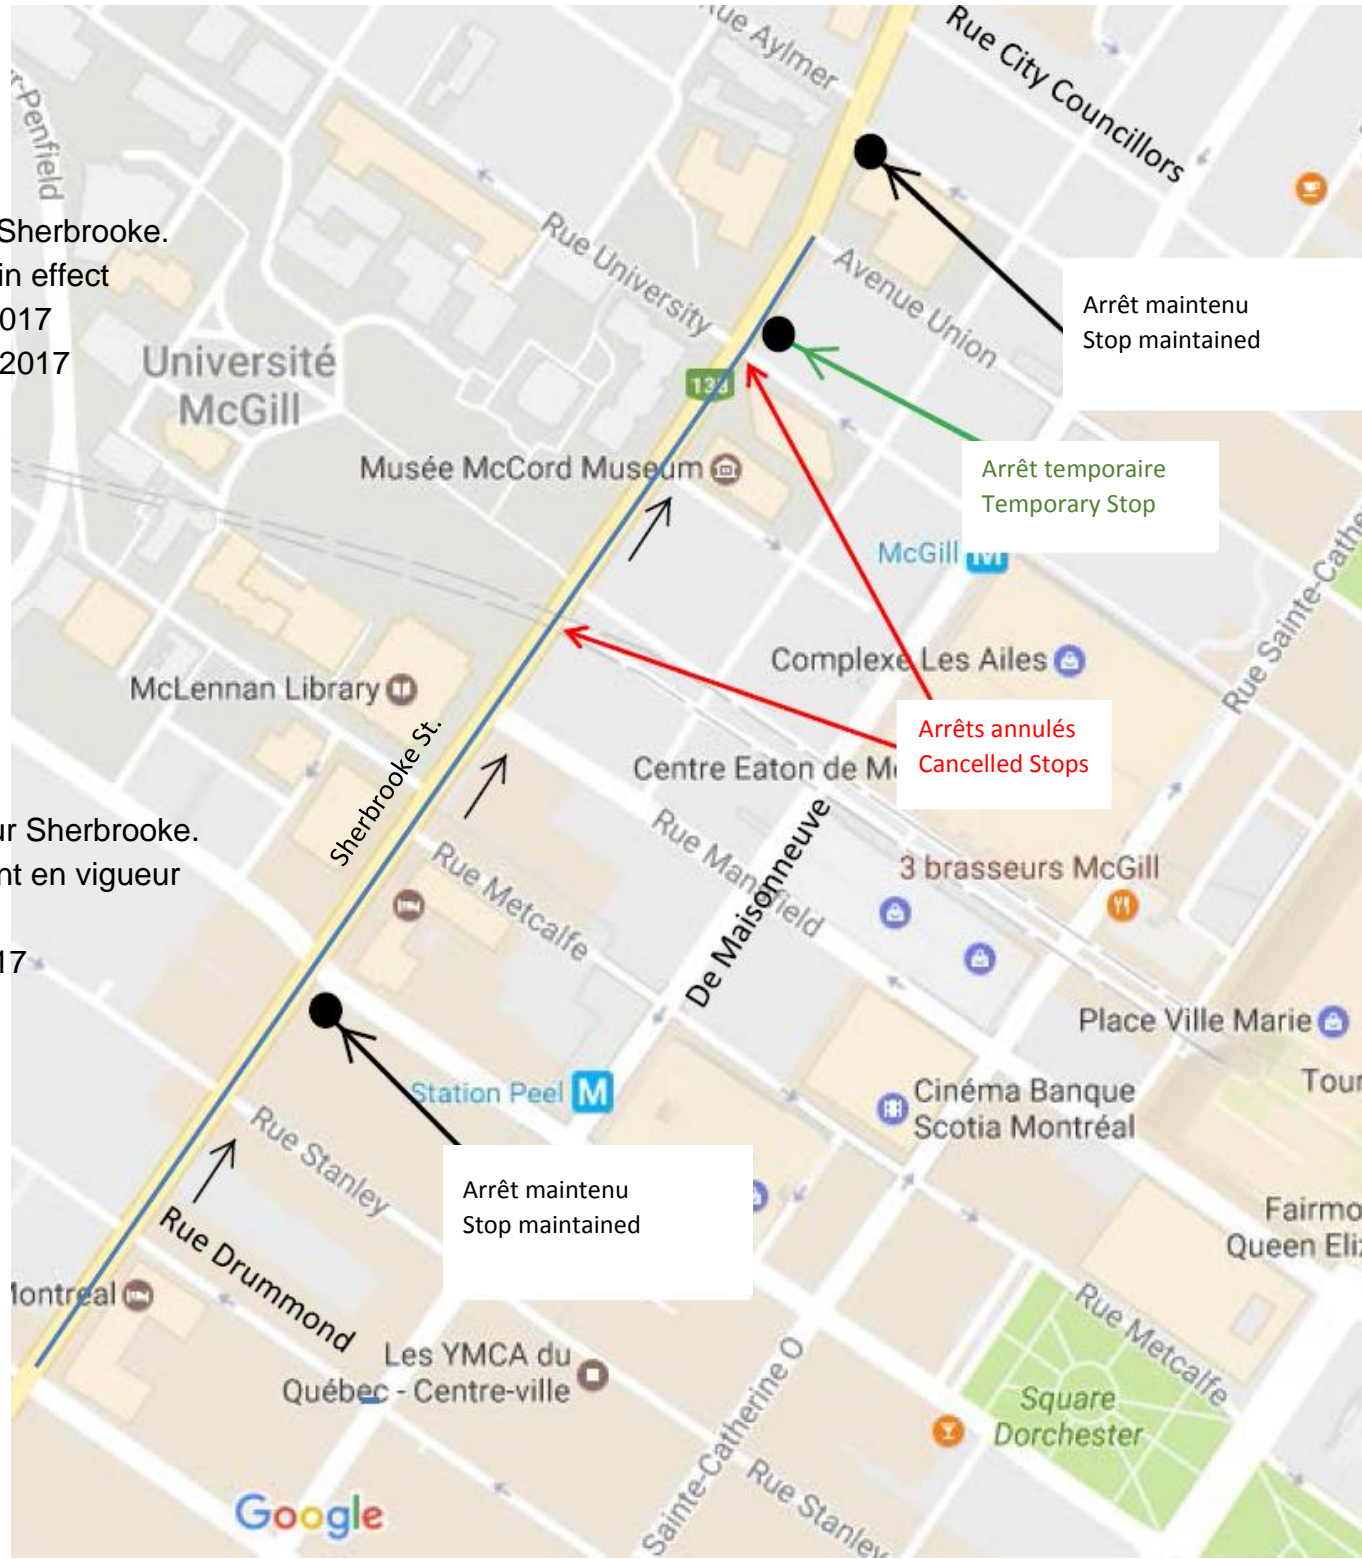 Rue Aylmer
Rue City Councillors
r-Penfield
Sherbrooke.
in effect
017
2017
Rue University
Avenue Union
Arrêt maintenu
Stop maintained
Université
McGill
138
Musée McCord Museum
Arrêt temporaire
Temporary Stop
McGill
Rue Sainte-Cathe
Complexe Les Ailes
McLennan Library
Arrêts annulés
Cancelled Stops
Sherbrooke St.
Centre Eaton de Mo
ur Sherbrooke.
nt en vigueur
17
Rue Metcalfe
Rue Mansfield
De Maisonneuve
3 brasseurs McGill
Place Ville Marie
Tour
Station Peel
M
Cinéma Banque
Scotia Montréal
Rue Stanley
Arrêt maintenu
Stop maintained
Rue Drummond
Fairmo
Queen Eliz
Montreal
Les YMCA du
Québec - Centre-ville
Rue Metcalfe
Square
Dorchester
Sainte-Catherine O
Rue Stanley
Google